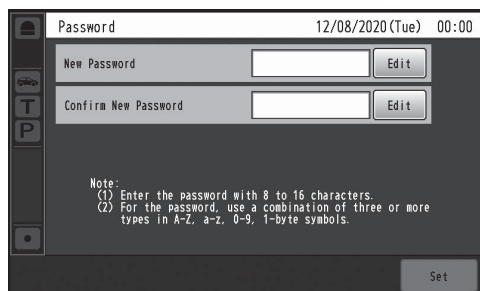 Password 12/08/2020(Tue) 00:00
New Password Edit
Confirm New Password Edit
T
P
Note:
(1) Enter the password with 8 to 16 characters.
(2) For the password, use a combination of three or more
types in A-Z, a-z, 0-9, 1-byte symbols.
Set